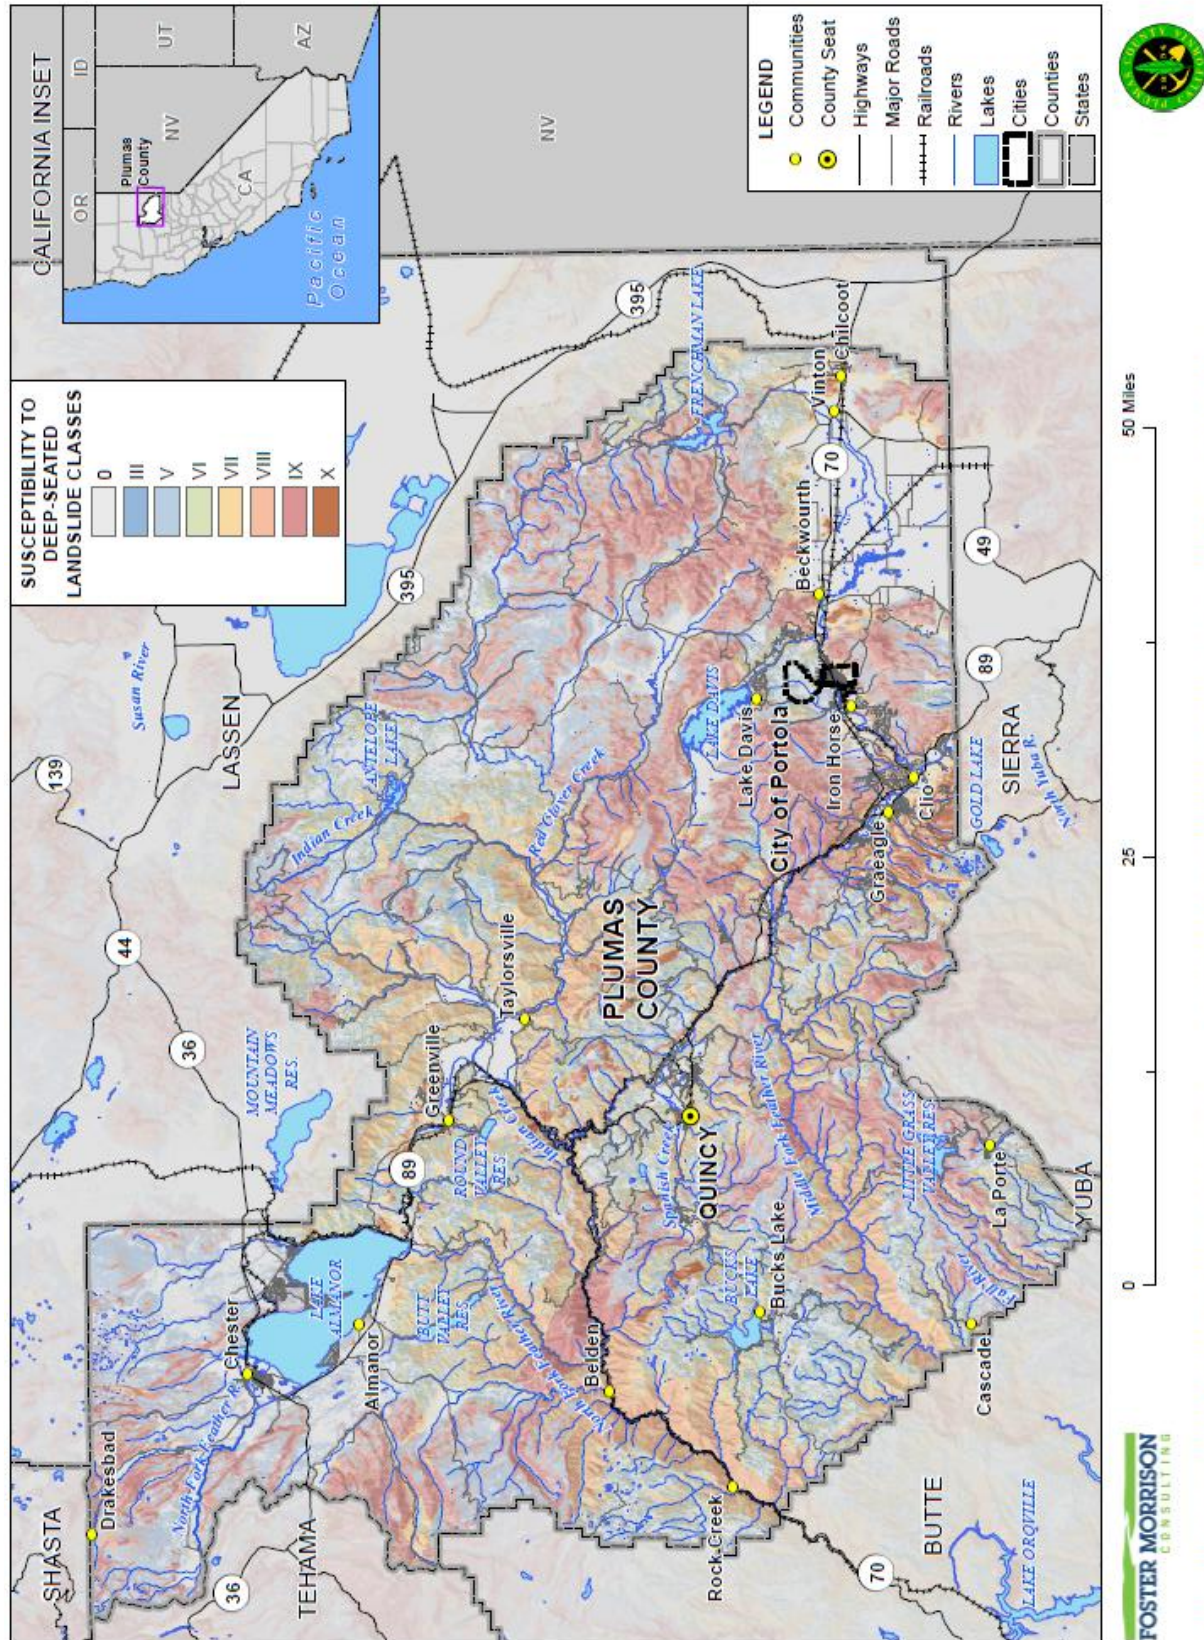 CALIFORNIA INSET
OR
ID
UT
NV
AZ
CA
Plumas
County
Pacific
Ocean
SUSCEPTIBILITY TO
DEEP-SEATED
LANDSLIDE CLASSES
0
III
V
VI
VII
VIII
IX
X
LEGEND
Communities
County Seat
Highways
Major Roads
Railroads
Rivers
Lakes
Cities
Counties
States
SHASTA
Drakesbad
North Fork Feather R.
Chester
36
TEHAMA
LAKE
ALMANOR
Almanor
MOUNTAIN
MEADOWS
RES.
36
44
139
Susan River
LASSEN
395
395
NV
89
BUTT
VALLEY
RES.
ROUND
VALLEY
RES.
Greenville
Taylorsville
Indian Creek
ANTELOPE
LAKE
Indian Creek
Red Clover Creek
North Fork Feather River
Belden
Rock Creek
PLUMAS
COUNTY
Spanish Creek
QUINCY
BUCKS
LAKE
Bucks Lake
Middle Fork Feather River
LAKE DAVIS
Lake Davis
City of Portola
Iron Horse
Clio
Graeagle
GOLD LAKE
FRENCHMAN LAKE
Beckwourth
70
Vinton
Chilcoot
49
89
SIERRA
North Yuba R.
LITTLE GRASS
VALLEY RES.
La Porte
YUBA
Fall River
Cascadel
BUTTE
70
LAKE OROVILLE
0
25
50 Miles
FOSTER MORRISON
CONSULTING
PLUMAS COUNTY
CALIFORNIA